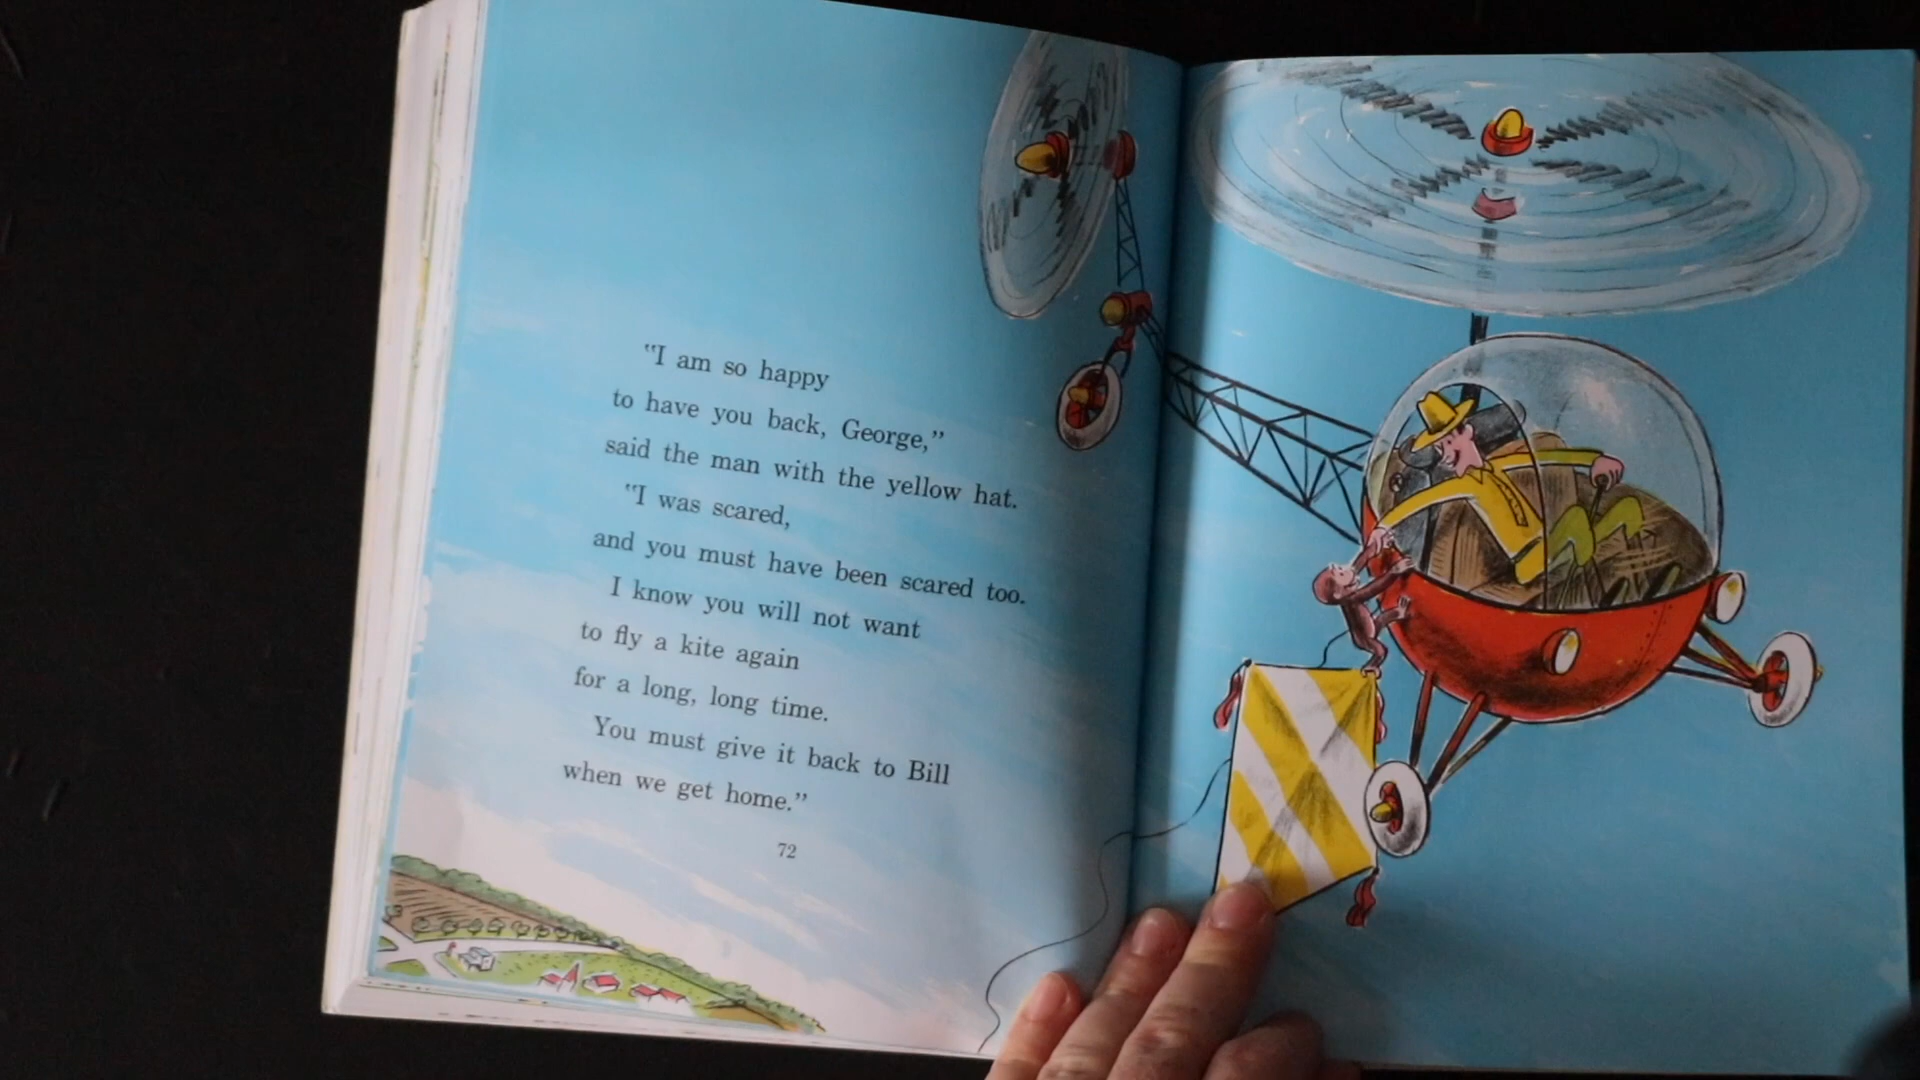 "I am so happy
to have you back, George,"
said the man with the yellow hat.
"I was scared,
and you must have been scared too.
I know you will not want
to fly a kite again
for a long, long time.
You must give it back to Bill
when we get home."
72